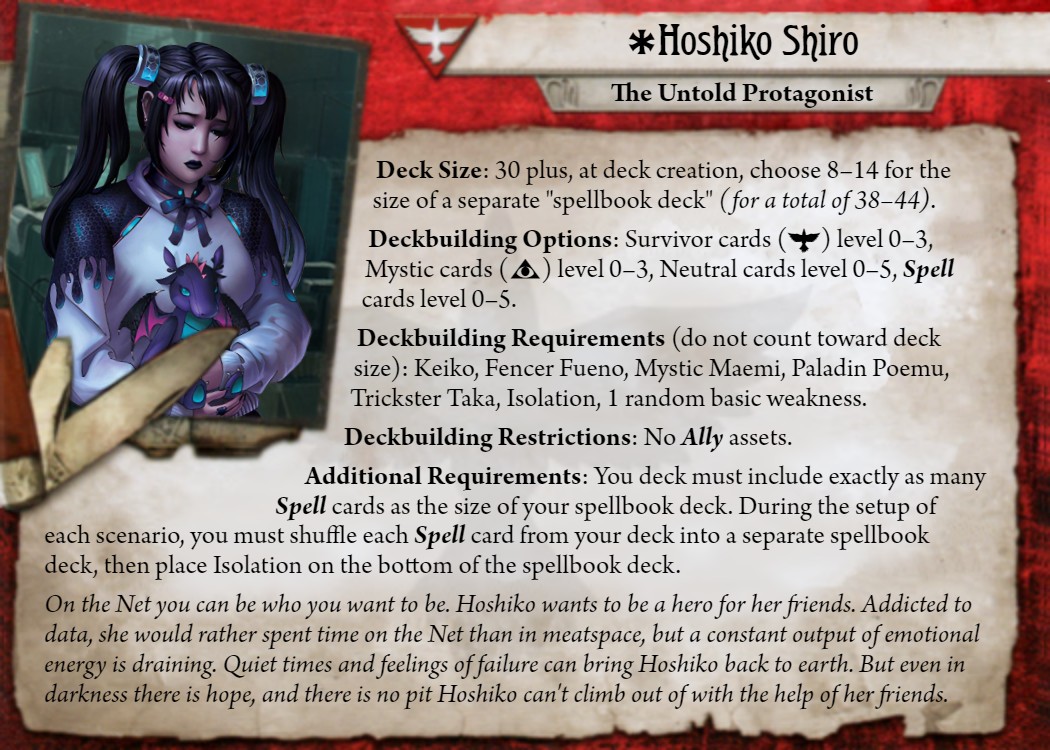 ✱Hoshiko Shiro
The Untold Protagonist
Deck Size: 30 plus, at deck creation, choose 8–14 for the
size of a separate "spellbook deck" (for a total of 38–44).
Deckbuilding Options: Survivor cards ( ) level 0–3,
Mystic cards ( ) level 0–3, Neutral cards level 0–5, Spell
cards level 0–5.
Deckbuilding Requirements (do not count toward deck
size): Keiko, Fencer Fueno, Mystic Maemi, Paladin Poemu,
Trickster Taka, Isolation, 1 random basic weakness.
Deckbuilding Restrictions: No Ally assets.
Additional Requirements: You deck must include exactly as many
Spell cards as the size of your spellbook deck. During the setup of
each scenario, you must shuffle each Spell card from your deck into a separate spellbook
deck, then place Isolation on the bottom of the spellbook deck.
On the Net you can be who you want to be. Hoshiko wants to be a hero for her friends. Addicted to
data, she would rather spent time on the Net than in meatspace, but a constant output of emotional
energy is draining. Quiet times and feelings of failure can bring Hoshiko back to earth. But even in
darkness there is hope, and there is no pit Hoshiko can't climb out of with the help of her friends.